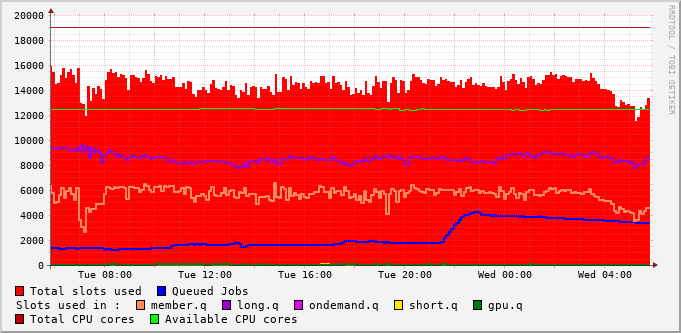 20000
18000
16000
14000
12000
10000
8000
6000
4000
2000
0
Tue 08:00 Tue 12:00 Tue 16:00 Tue 20:00 Wed 00:00 Wed 04:00
RRDTOOL / TOBI OETIKER
Total slots used Queued Jobs
Slots used in : member.q long.q ondemand.q short.q gpu.q
Total CPU cores Available CPU cores